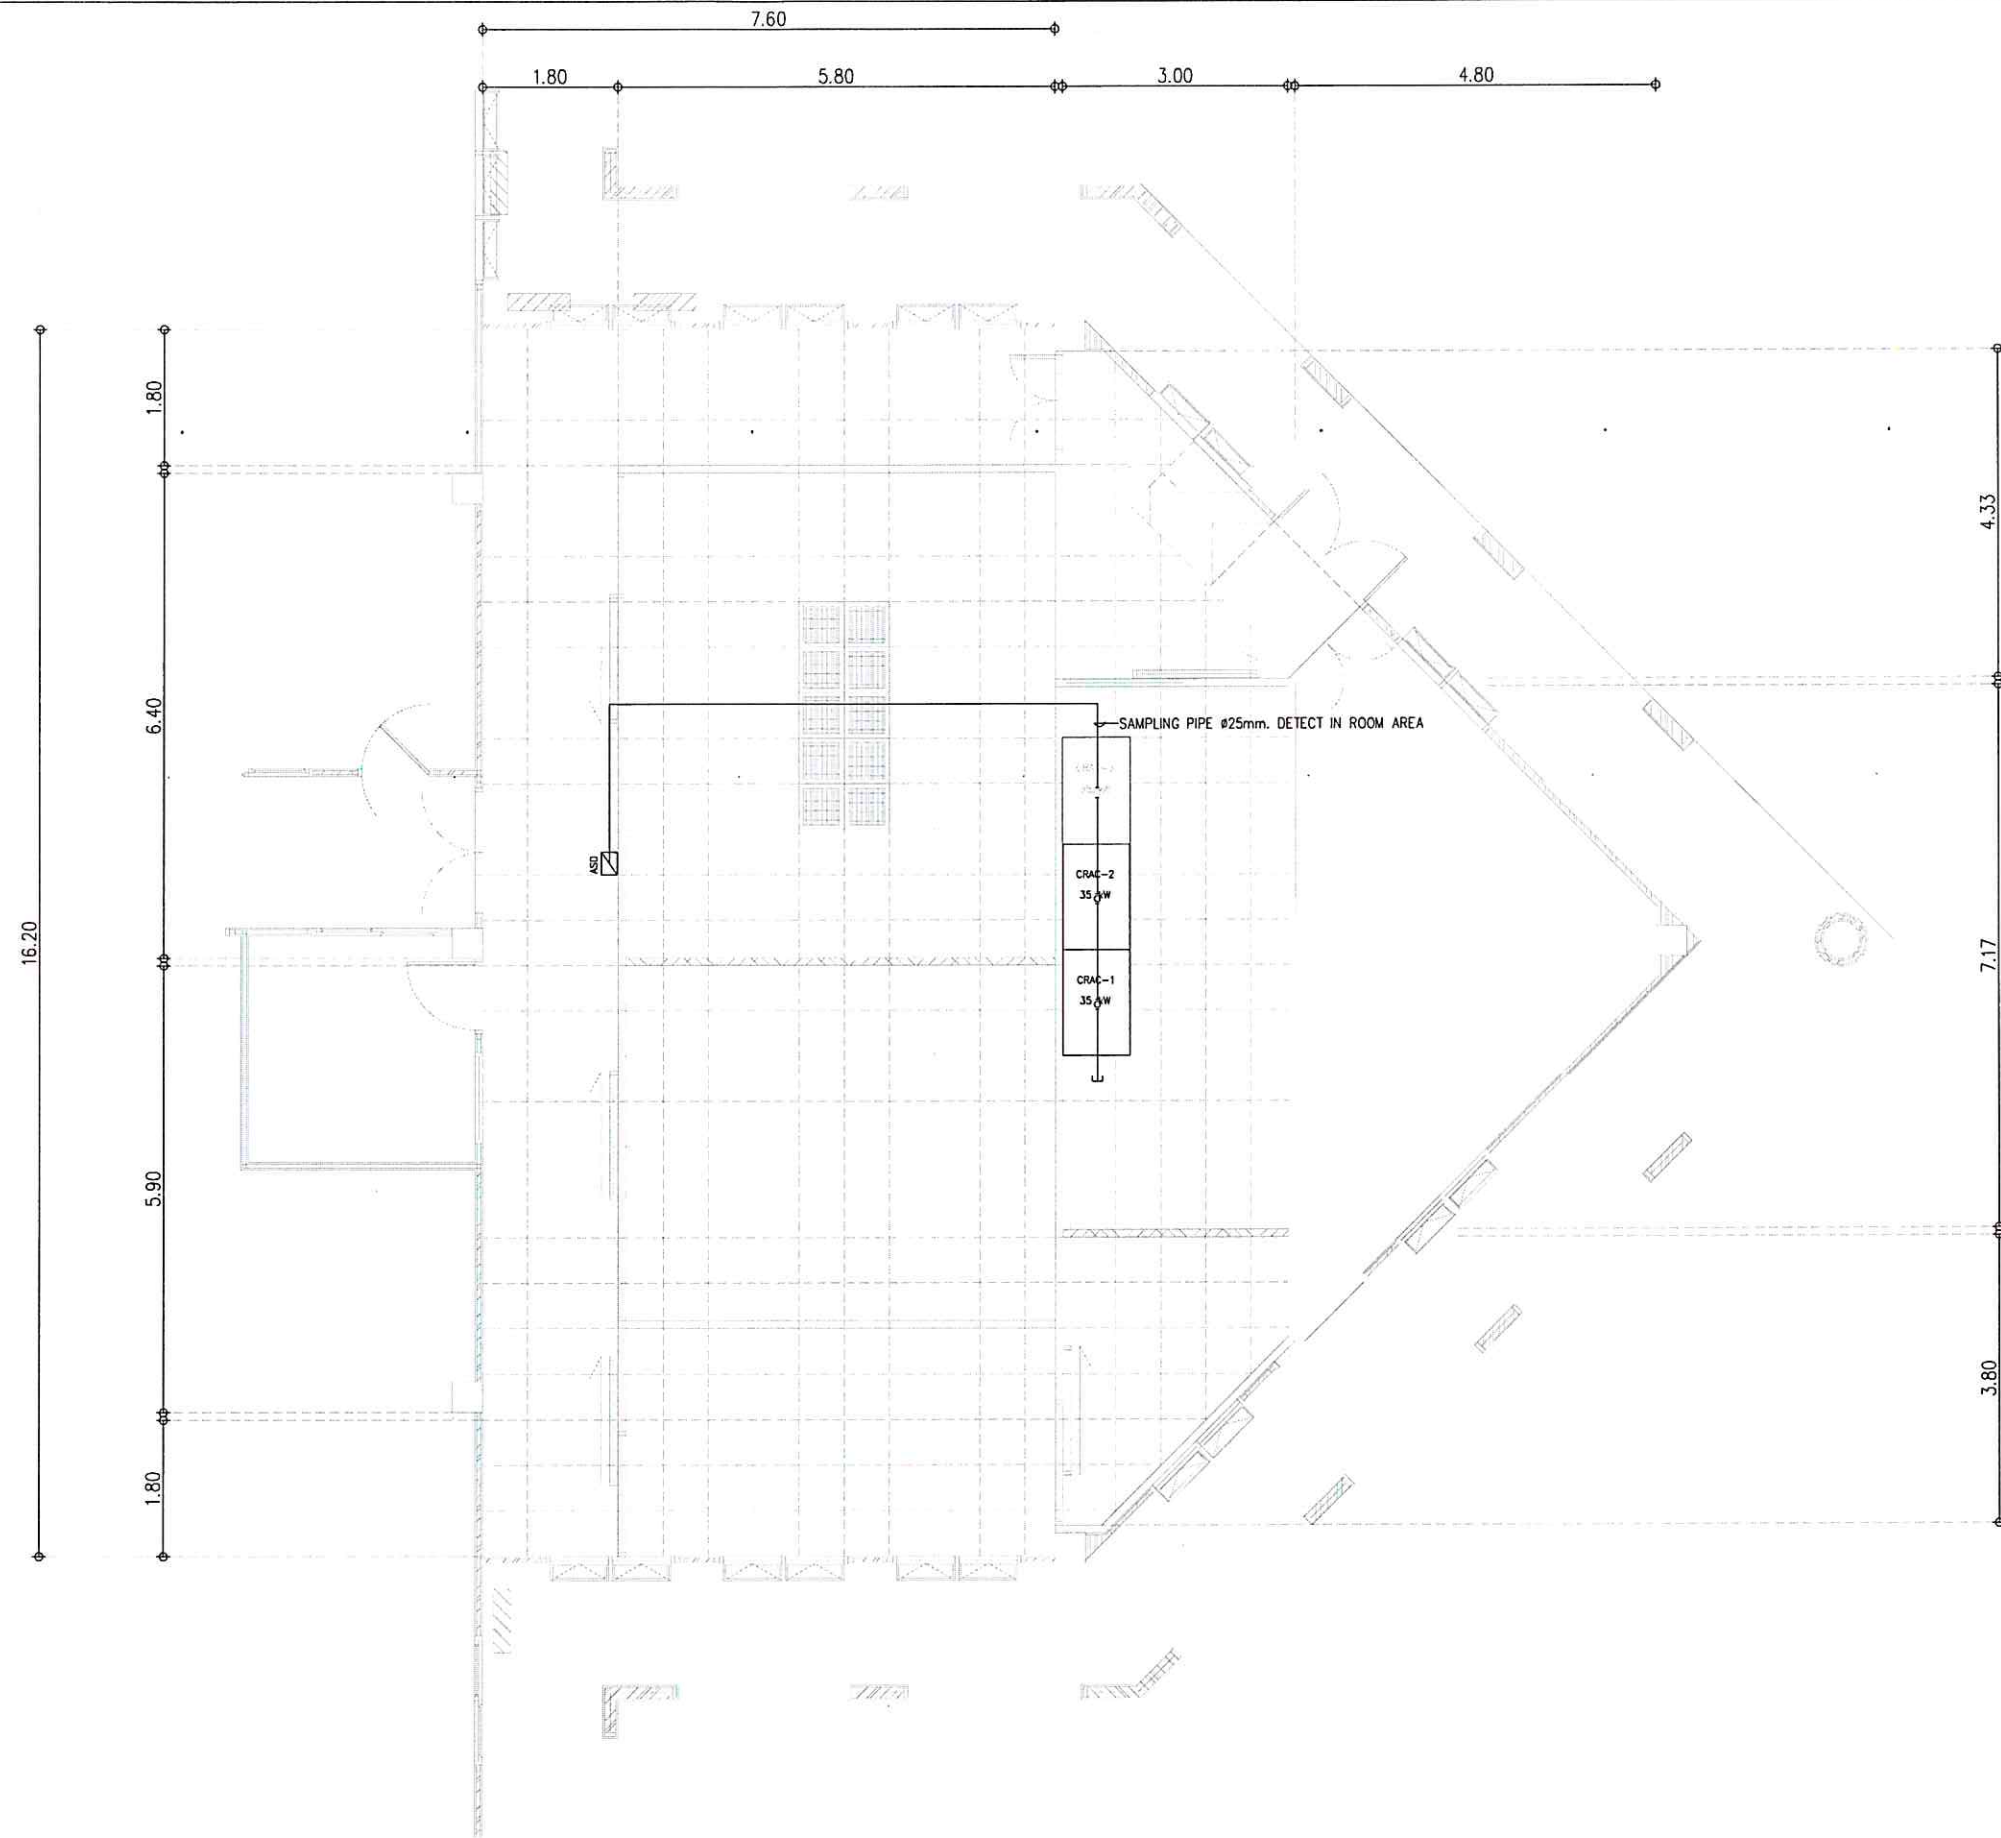 7.60
1.80
5.80
3.00
4.80
1.80
4.33
6.40
SAMPLING PIPE ø25mm. DETECT IN ROOM AREA
ASD
CRAC-2
35 kW
16.20
7.17
CRAC-1
35 kW
5.90
3.80
1.80